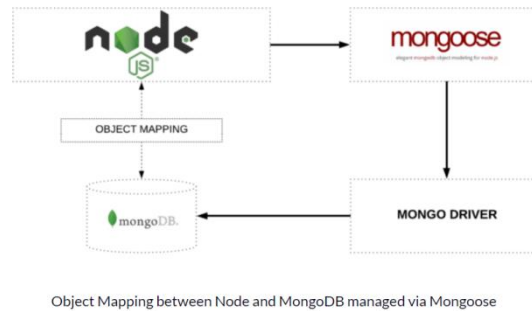 node
JS
mongoose
elegant mongodb object modeling for node.js
OBJECT MAPPING
mongoDB
MONGO DRIVER
Object Mapping between Node and MongoDB managed via Mongoose